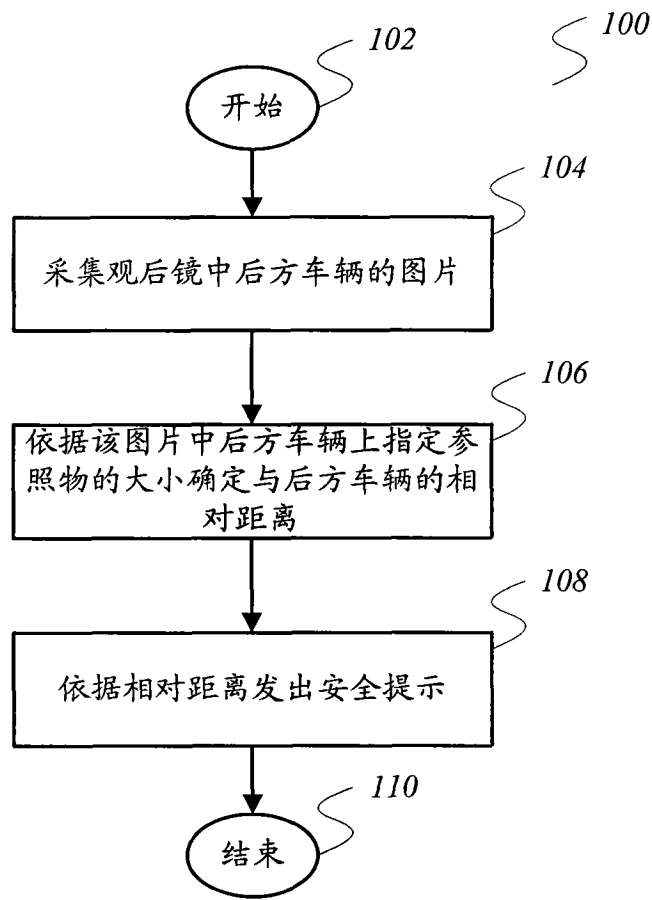 100
102
开始
104
采集观后镜中后方车辆的图片
106
依据该图片中后方车辆上指定参
照物的大小确定与后方车辆的相
对距离
108
依据相对距离发出安全提示
110
结束